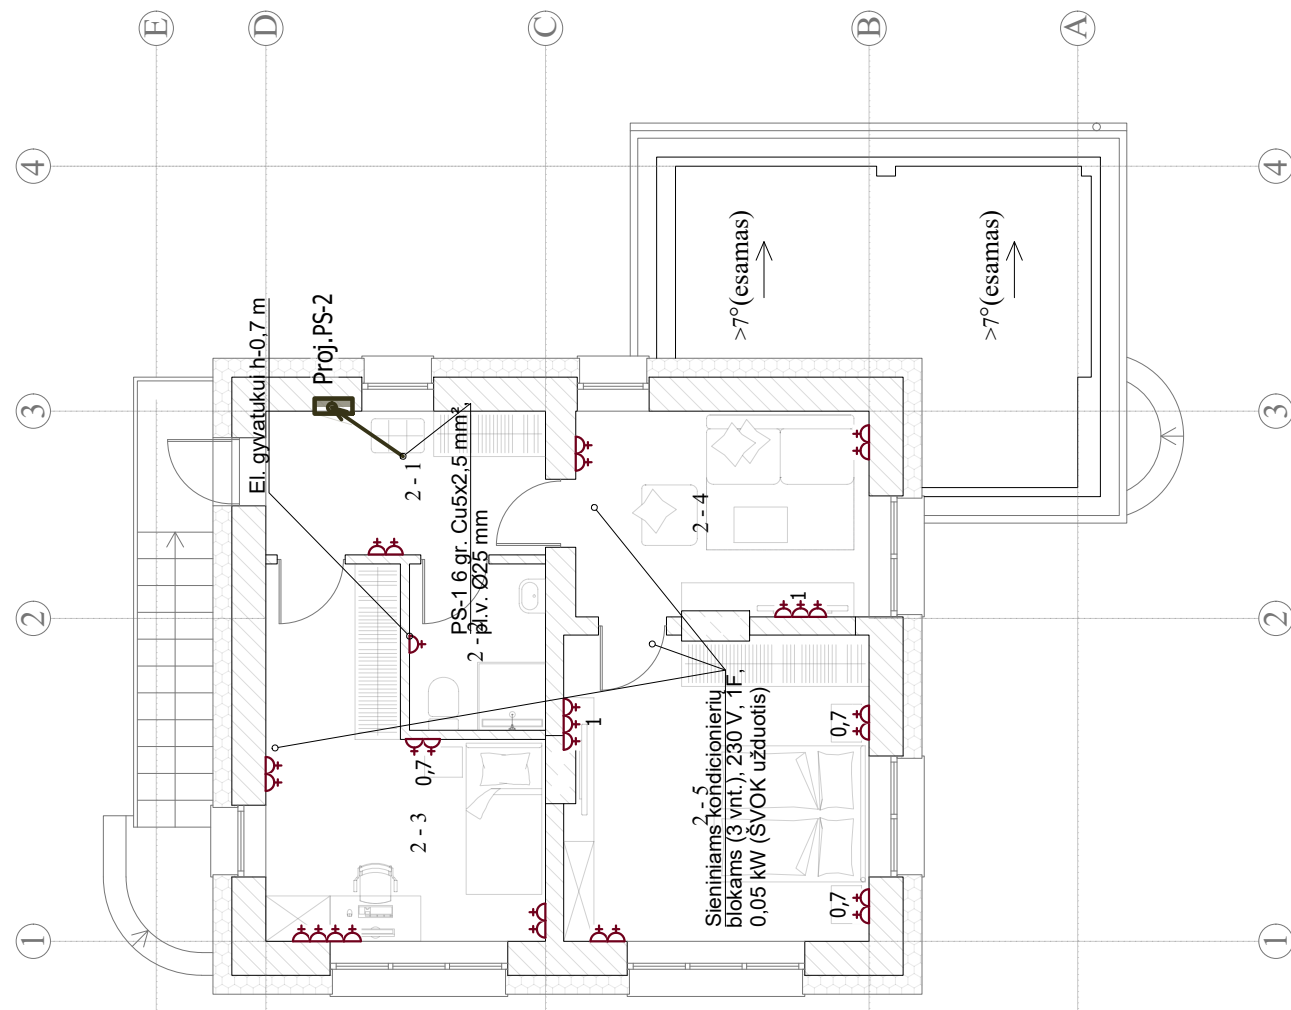 E
D
C
B
A
4
4
>7°(esamas)
>7°(esamas)
El. gyvatukui h-0,7 m
Proj.PS-2
3
3
2 - 1
PS-1 6 gr. Cu5x2,5 mm²,
pl.v. Ø25 mm
2 - 4
2
2
1
1
0,7
0,7
2 - 3
2 - 5
Sieniniams kondicionierių
blokams (3 vnt.), 230 V, 1F,
0,05 kW (ŠVOK užduotis)
0,7
1
1